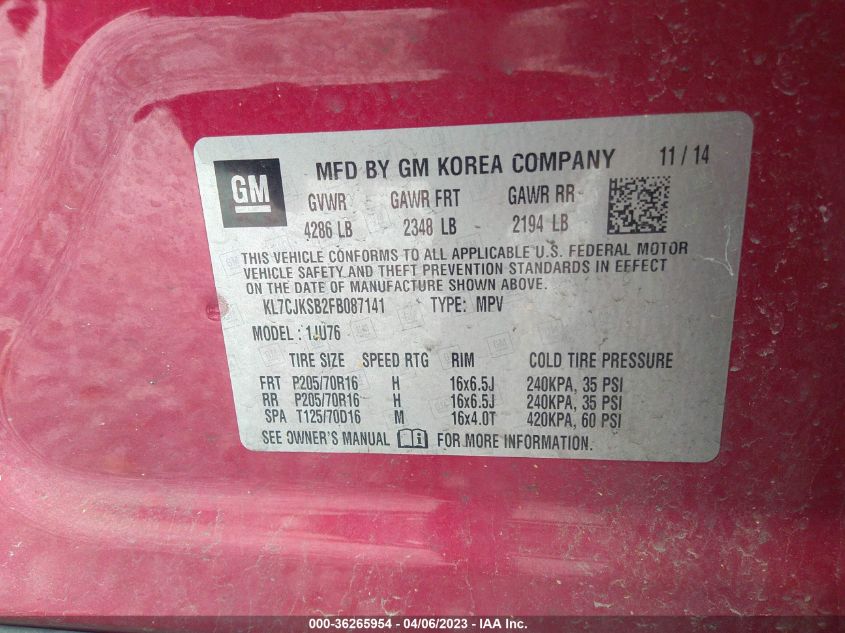 GM
MFD BY GM KOREA COMPANY 11 / 14
GVWR GAWR FRT GAWR RR
4286 LB 2348 LB 2194 LB
THIS VEHICLE CONFORMS TO ALL APPLICABLE U.S. FEDERAL MOTOR
VEHICLE SAFETY AND THEFT PREVENTION STANDARDS IN EFFECT
ON THE DATE OF MANUFACTURE SHOWN ABOVE.
KL7CJKSB2FB087141 TYPE: MPV
MODEL : 1JU76
TIRE SIZE SPEED RTG RIM COLD TIRE PRESSURE
FRT P205/70R16 H 16x6.5J 240KPA, 35 PSI
RR P205/70R16 H 16x6.5J 240KPA, 35 PSI
SPA T125/70D16 M 16x4.0T 420KPA, 60 PSI
SEE OWNER'S MANUAL FOR MORE INFORMATION.
000-36265954 - 04/06/2023 - IAA Inc.